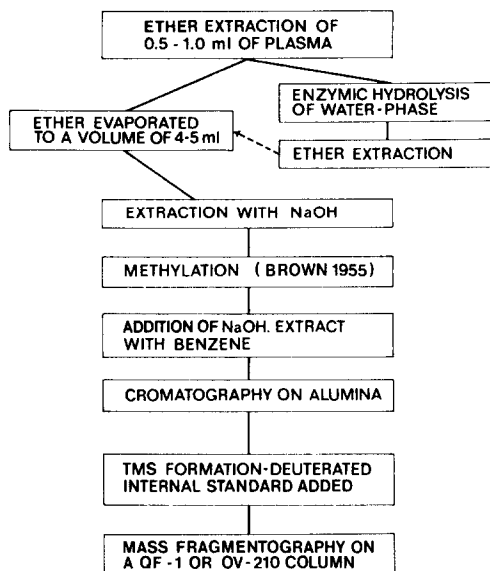 ETHER EXTRACTION OF
0.5 - 1.0 ml OF PLASMA
ENZYMIC HYDROLYSIS
OF WATER-PHASE
ETHER EVAPORATED
TO A VOLUME OF 4-5 ml
ETHER EXTRACTION
EXTRACTION WITH NaOH
METHYLATION (BROWN 1955)
ADDITION OF NaOH. EXTRACT
WITH BENZENE
CROMATOGRAPHY ON ALUMINA
TMS FORMATION-DEUTERATED
INTERNAL STANDARD ADDED
MASS FRAGMENTOGRAPHY ON
A QF-1 OR OV-210 COLUMN